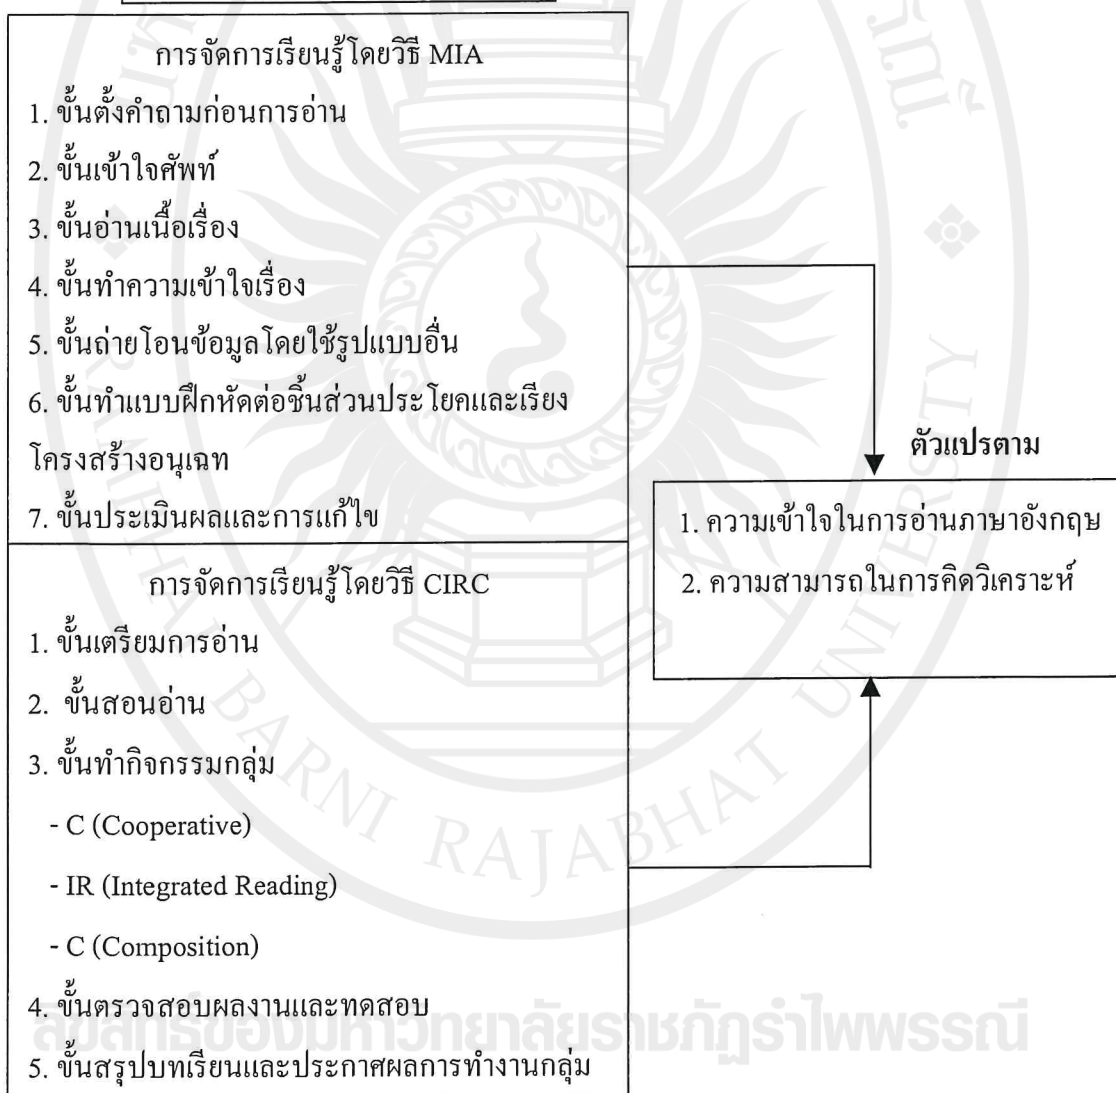 การจัดการเรียนรู้โดยวิธี MIA
1. ขั้นตั้งคำถามก่อนการอ่าน
2. ขั้นเข้าใจศัพท์
3. ขั้นอ่านเนื้อเรื่อง
4. ขั้นทำความเข้าใจเรื่อง
5. ขั้นถ่ายโอนข้อมูลโดยใช้รูปแบบอื่น
6. ขั้นทำแบบฝึกหัดต่อชิ้นส่วนประโยคและเรียง
โครงสร้างอนุเฉท
7. ขั้นประเมินผลและการแก้ไข
การจัดการเรียนรู้โดยวิธี CIRC
1. ขั้นเตรียมการอ่าน
2. ขั้นสอนอ่าน
3. ขั้นทำกิจกรรมกลุ่ม
- C (Cooperative)
- IR (Integrated Reading)
- C (Composition)
4. ขั้นตรวจสอบผลงานและทดสอบ
5. ขั้นสรุปบทเรียนและประกาศผลการทำงานกลุ่ม
ตัวแปรตาม
1. ความเข้าใจในการอ่านภาษาอังกฤษ
2. ความสามารถในการคิดวิเคราะห์
BARNI RAJABHAT UNIVERSITY
ลิขสิทธิ์ของมหาวิทยาลัยราชภัฏรำไพพรรณี